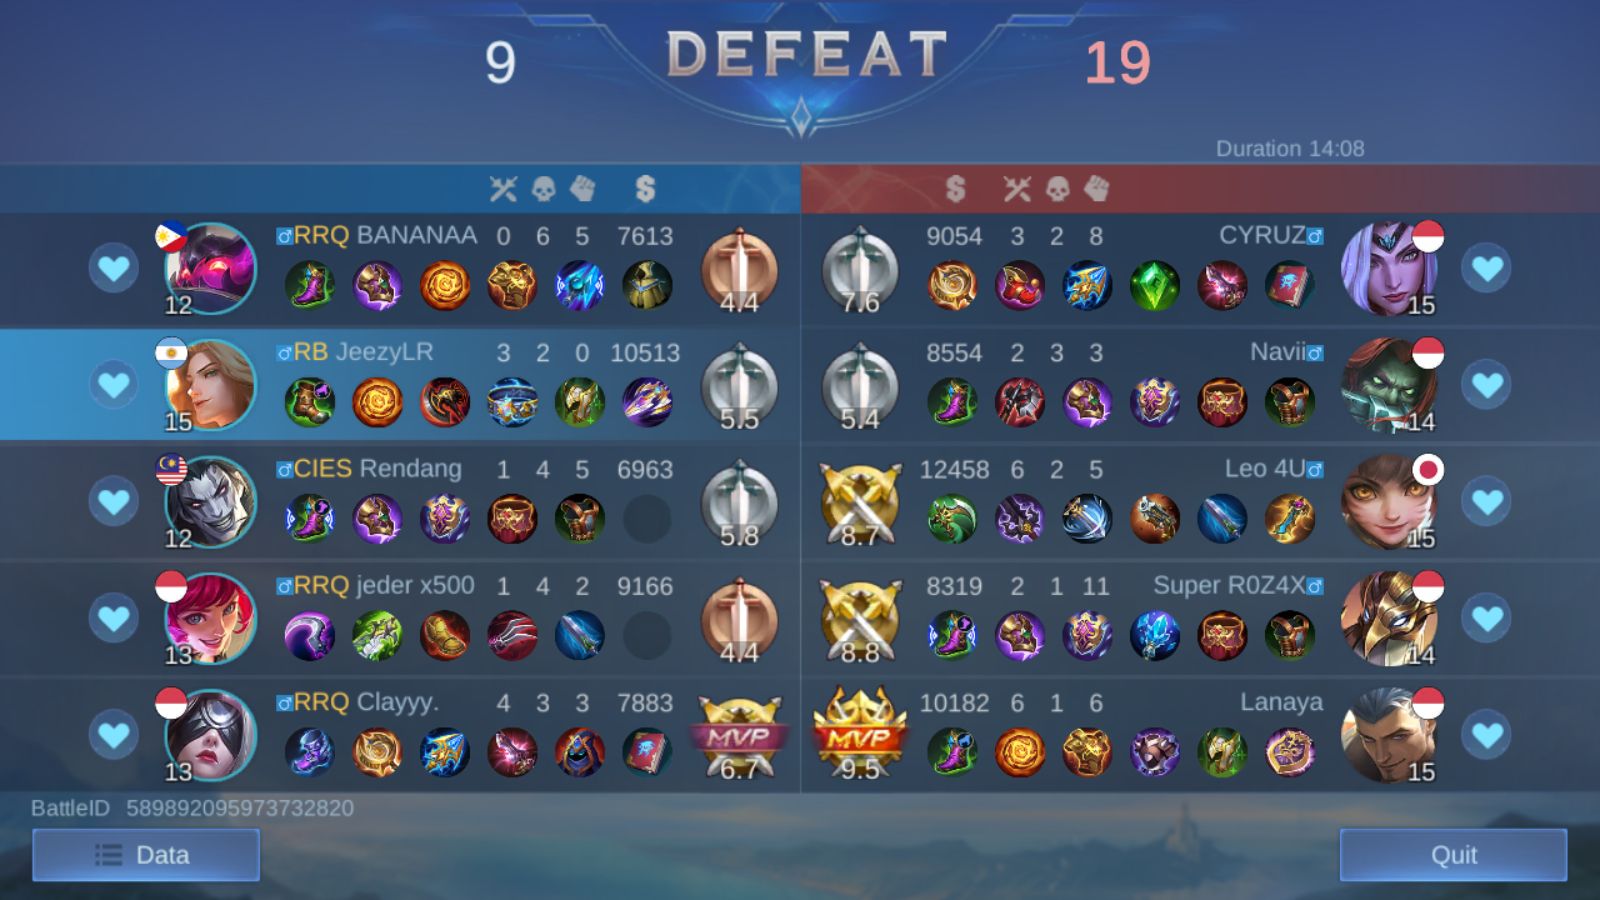 9 DEFEAT 19
Duration 14:08
RRQ BANANAA 0 6 5 7613
12 4.4
7.6 9054 3 2 8 CYRUZ
15
RB JeezyLR 3 2 0 10513
15 5.5
5.4 8554 2 3 3 Navii
14
CIES Rendang 1 4 5 6963
12 5.8
8.7 12458 6 2 5 Leo 4U
15
RRQ jeder x500 1 4 2 9166
13 4.4
8.8 8319 2 1 11 Super R0Z4X
14
RRQ Clayyy. 4 3 3 7883
13 MVP 6.7
MVP 9.5 10182 6 1 6 Lanaya
15
BattleID 589892095973732820
Data
Quit